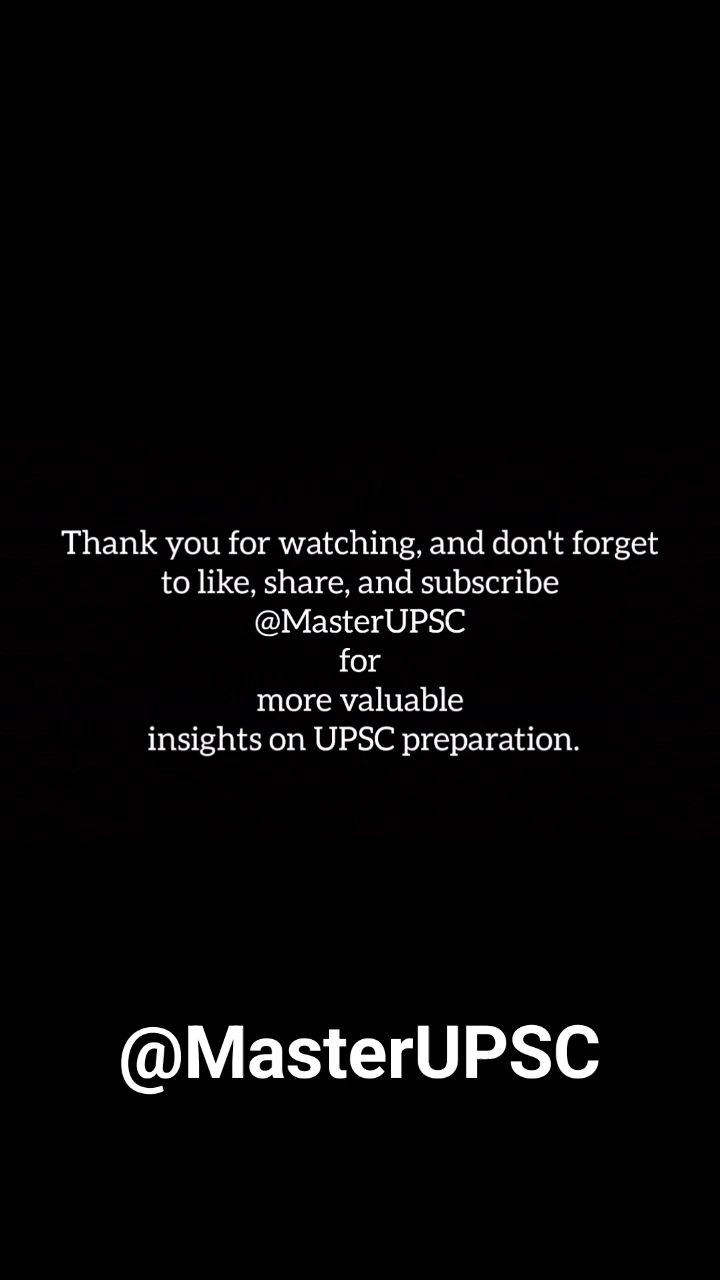 Thank you for watching, and don't forget
to like, share, and subscribe
@MasterUPSC
for
more valuable
insights on UPSC preparation.
@MasterUPSC